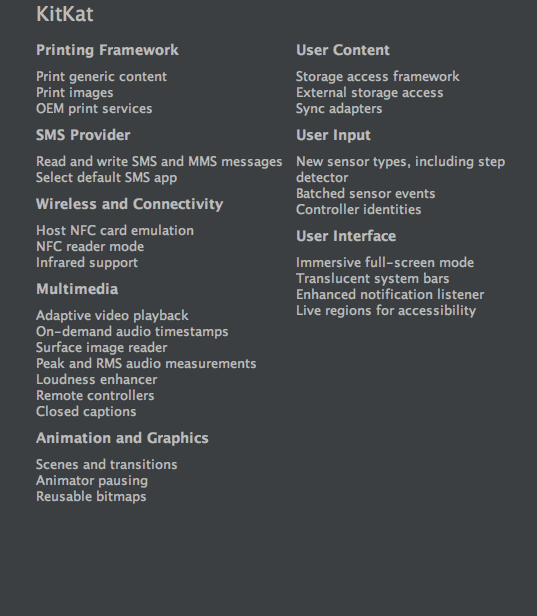 KitKat
Printing Framework
Print generic content
Print images
OEM print services
SMS Provider
Read and write SMS and MMS messages
Select default SMS app
Wireless and Connectivity
Host NFC card emulation
NFC reader mode
Infrared support
Multimedia
Adaptive video playback
On-demand audio timestamps
Surface image reader
Peak and RMS audio measurements
Loudness enhancer
Remote controllers
Closed captions
Animation and Graphics
Scenes and transitions
Animator pausing
Reusable bitmaps
User Content
Storage access framework
External storage access
Sync adapters
User Input
New sensor types, including step
detector
Batched sensor events
Controller identities
User Interface
Immersive full-screen mode
Translucent system bars
Enhanced notification listener
Live regions for accessibility